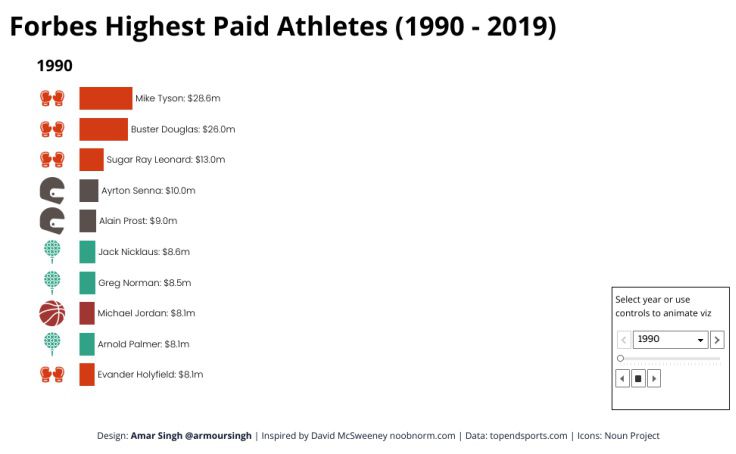 Forbes Highest Paid Athletes (1990 - 2019)
1990
Mike Tyson: $28.6m
Buster Douglas: $26.0m
Sugar Ray Leonard: $13.0m
Ayrton Senna: $10.0m
Alain Prost: $9.0m
Jack Nicklaus: $8.6m
Greg Norman: $8.5m
Michael Jordan: $8.1m
Arnold Palmer: $8.1m
Evander Holyfield: $8.1m
Select year or use
controls to animate viz
1990
Design: Amar Singh @armoursingh | Inspired by David McSweeney noobnorm.com | Data: topendsports.com | Icons: Noun Project